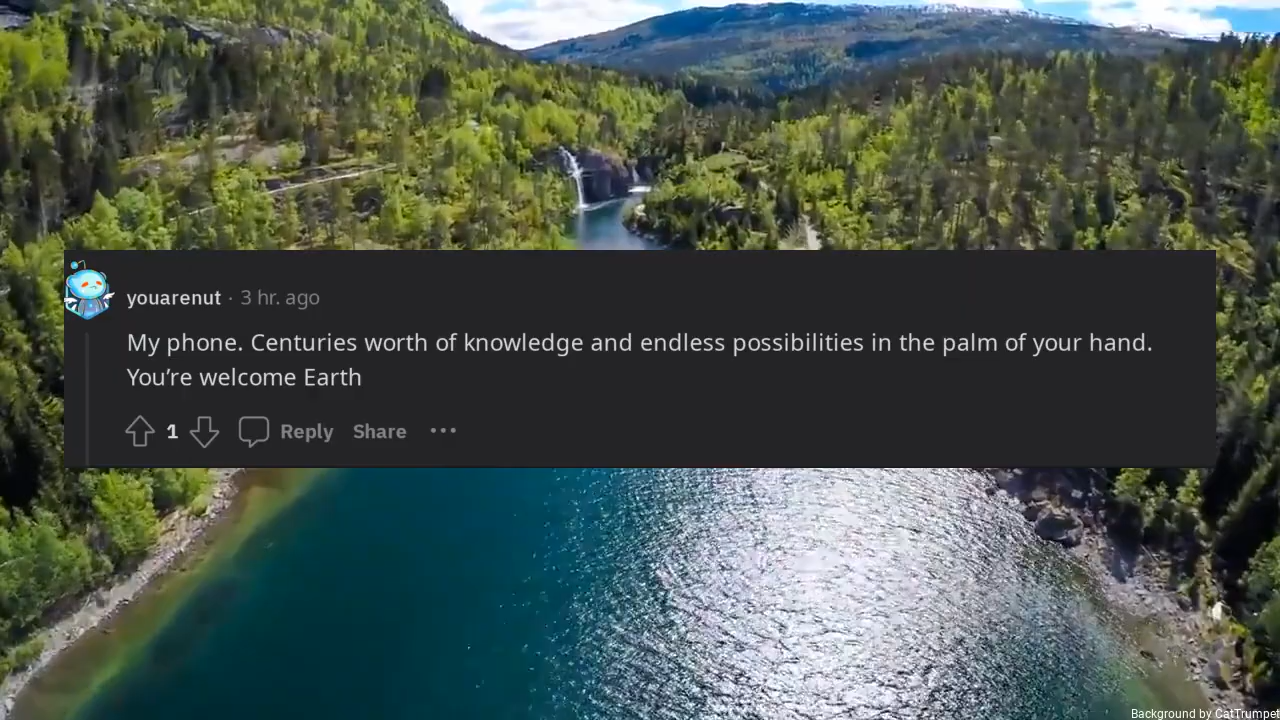 youarenut · 3 hr. ago
My phone. Centuries worth of knowledge and endless possibilities in the palm of your hand.
You’re welcome Earth
1 Reply Share ···
Background by CatTrumpet